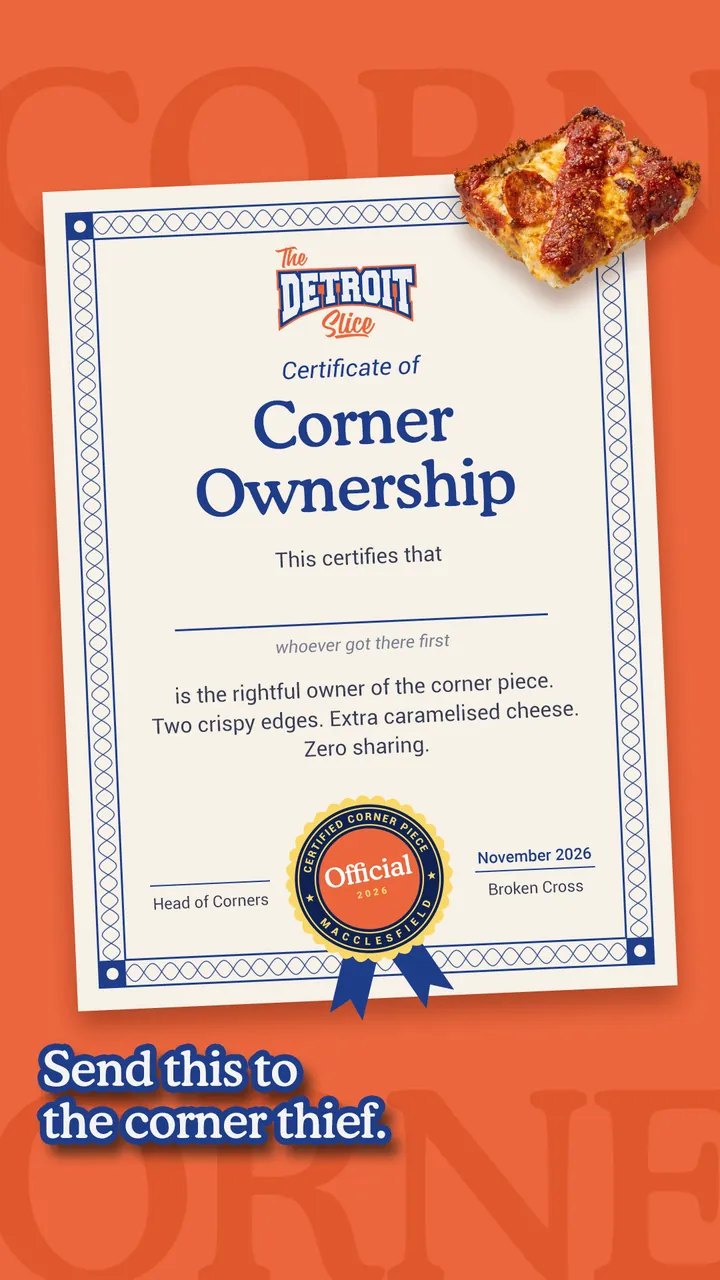 CORNE
The
DETROIT
Slice
Certificate of
Corner
Ownership
This certifies that
whoever got there first
is the rightful owner of the corner piece.
Two crispy edges. Extra caramelised cheese.
Zero sharing.
CERTIFIED CORNER PIECE
Official
2026
MACCLESFIELD
Head of Corners
November 2026
Broken Cross
Send this to
the corner thief.
ORNE